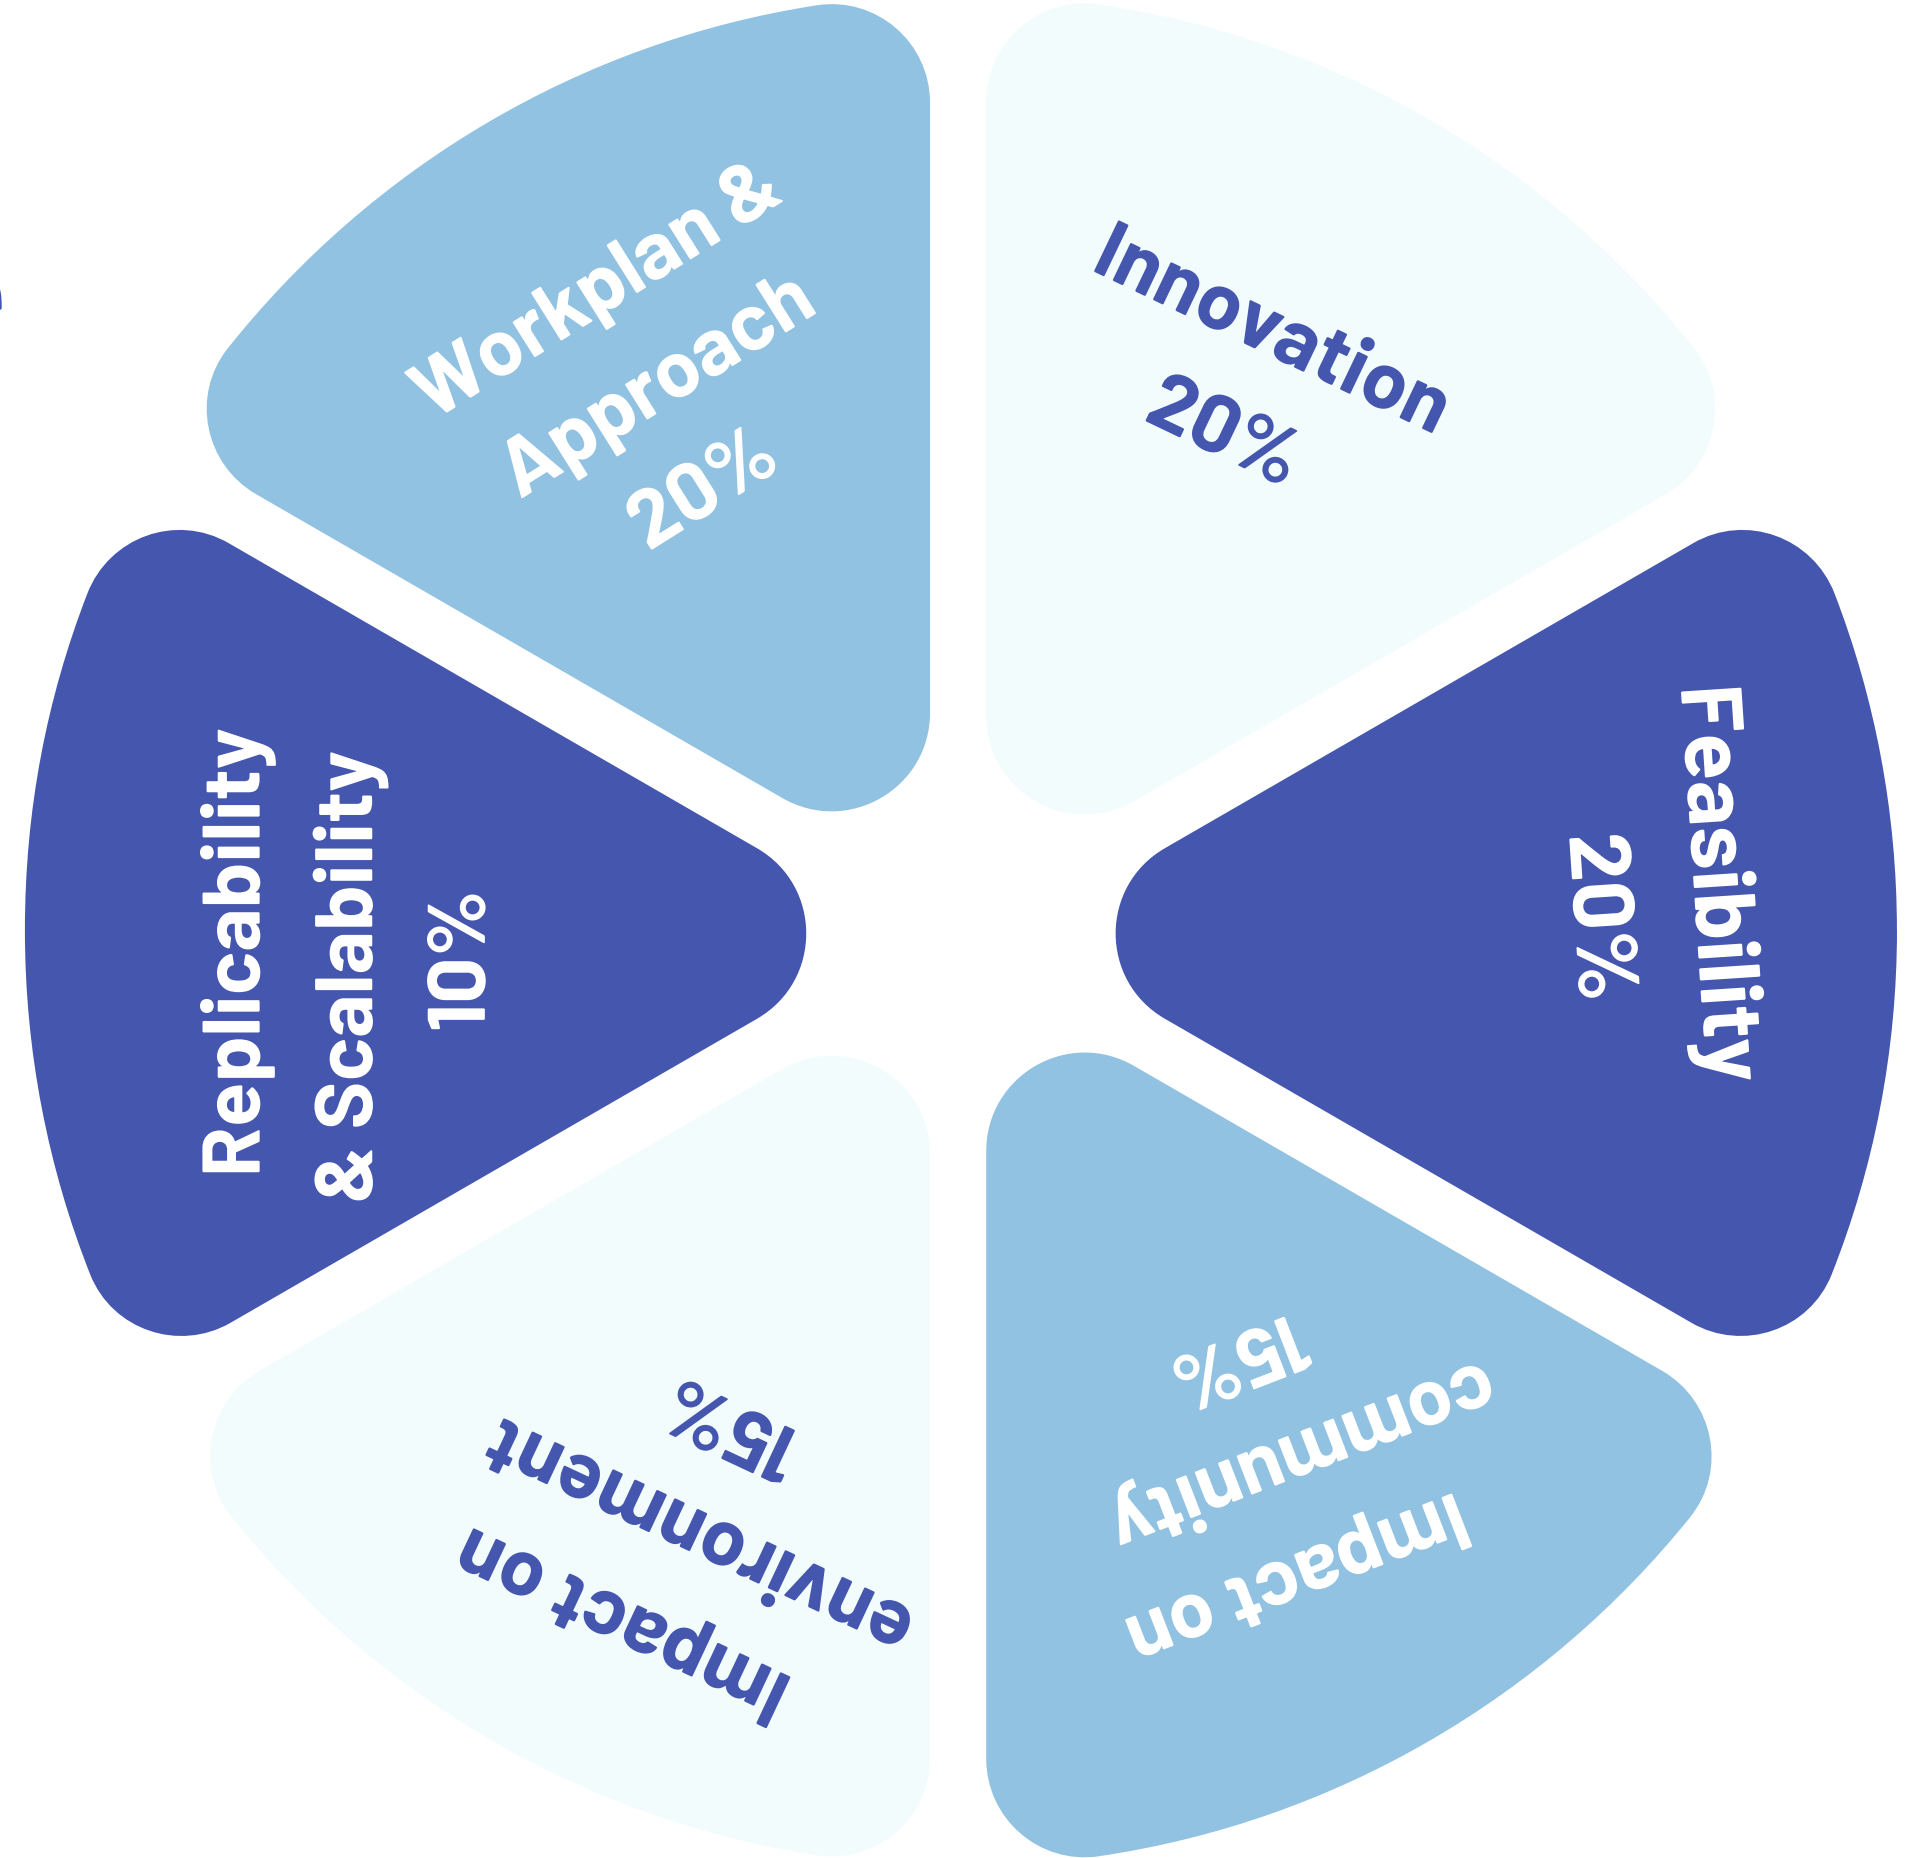 Workplan &
Approach
20%
Innovation
20%
Feasibility
20%
Impact on
community
15%
Impact on
environment
15%
Replicability
& Scalability
10%